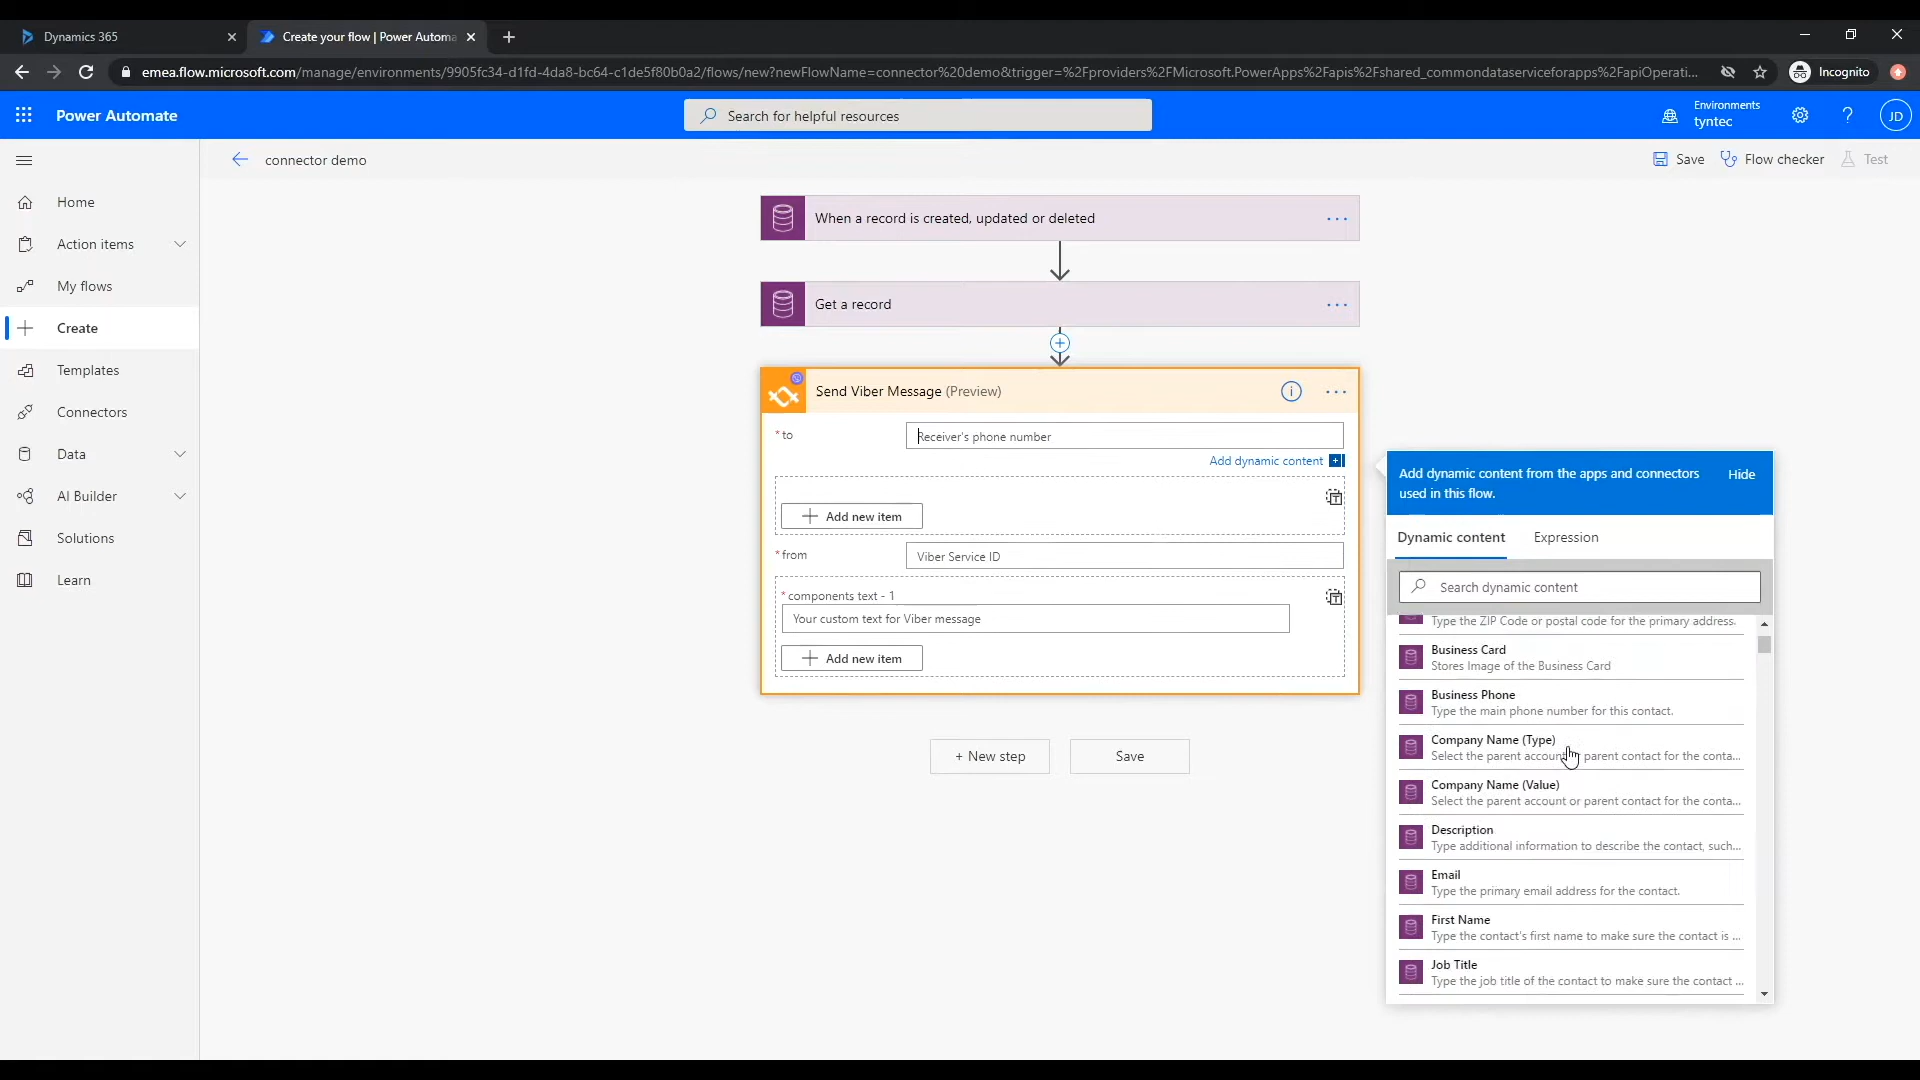 Dynamics 365
Create your flow | Power Automa
emea.flow.microsoft.com/manage/environments/9905fc34-d1fd-4da8-bc64-c1de5f80b0a2/flows/new?newFlowName=connector%20demo&trigger=%2Fproviders%2FMicrosoft.PowerApps%2Fapis%2Fshared_commondataserviceforapps%2FapiOperati...
Incognito
Power Automate
Search for helpful resources
Environments
tyntec
?
JD
connector demo
Save
Flow checker
Test
Home
Action items
My flows
Create
Templates
Connectors
Data
AI Builder
Solutions
Learn
When a record is created, updated or deleted
Get a record
Send Viber Message (Preview)
* to
Receiver's phone number
Add dynamic content
Add new item
* from
Viber Service ID
* components text - 1
Your custom text for Viber message
Add new item
+ New step
Save
Add dynamic content from the apps and connectors
used in this flow.
Hide
Dynamic content
Expression
Search dynamic content
Type the ZIP Code or postal code for the primary address.
Business Card
Stores Image of the Business Card
Business Phone
Type the main phone number for this contact.
Company Name (Type)
Select the parent account parent contact for the conta...
Company Name (Value)
Select the parent account or parent contact for the conta...
Description
Type additional information to describe the contact, such...
Email
Type the primary email address for the contact.
First Name
Type the contact's first name to make sure the contact is ...
Job Title
Type the job title of the contact to make sure the contact ...